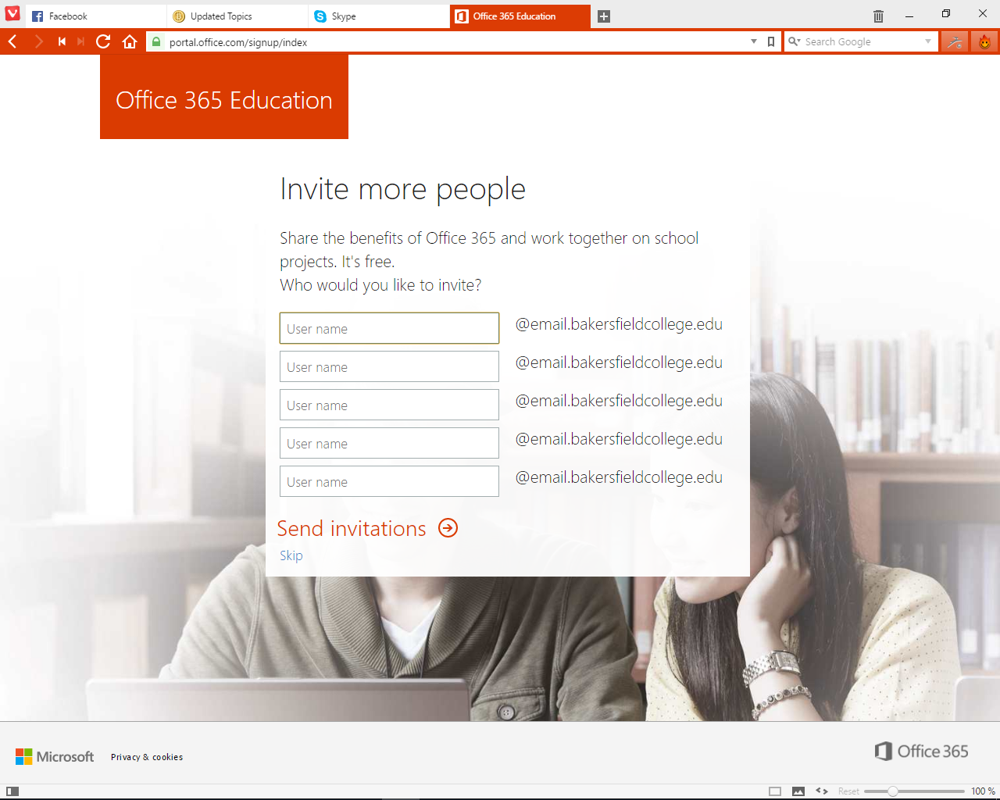 Facebook
Updated Topics
Skype
Office 365 Education
portal.office.com/signup/index
Search Google
Office 365 Education
Invite more people
Share the benefits of Office 365 and work together on school
projects. It's free.
Who would you like to invite?
User name @email.bakersfieldcollege.edu
User name @email.bakersfieldcollege.edu
User name @email.bakersfieldcollege.edu
User name @email.bakersfieldcollege.edu
User name @email.bakersfieldcollege.edu
Send invitations
Skip
Microsoft Privacy & cookies
Office 365
Reset 100 %